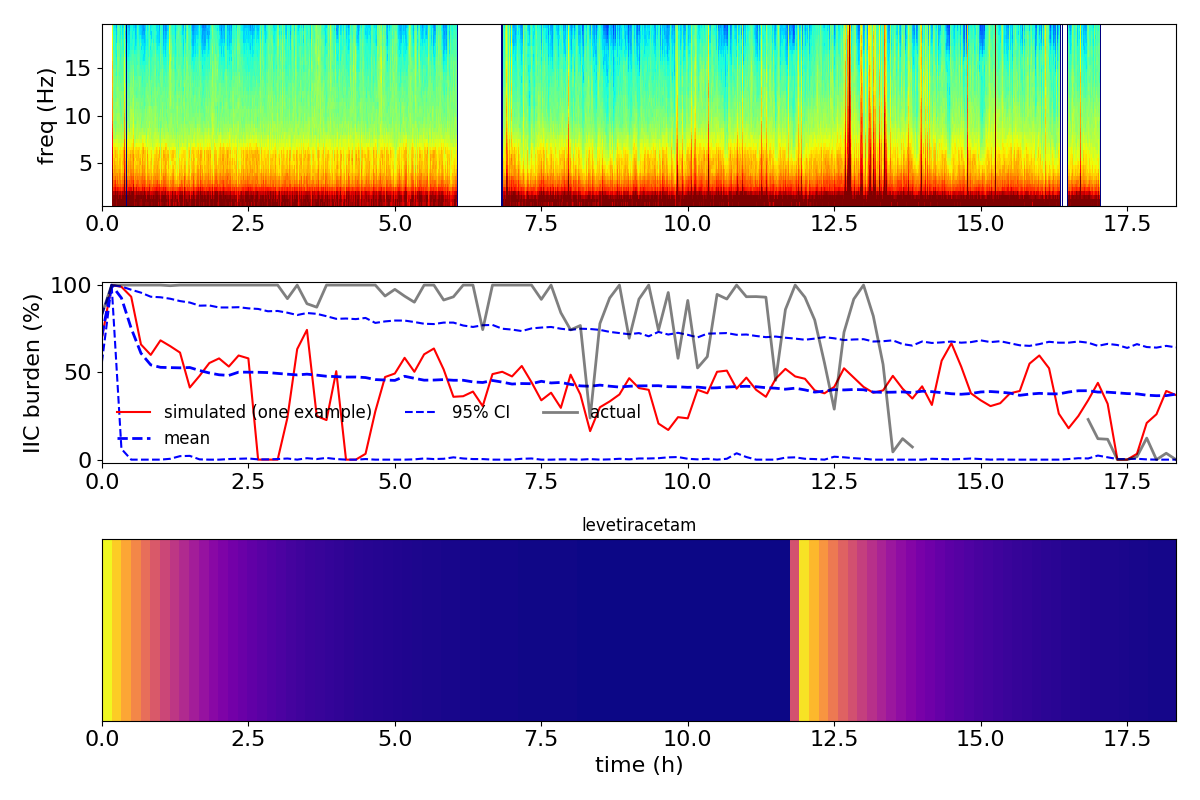 15
10
5
freq (Hz)
0.0 2.5 5.0 7.5 10.0 12.5 15.0 17.5
100
50
0
IIC burden (%)
simulated (one example) 95% CI actual
mean
0.0 2.5 5.0 7.5 10.0 12.5 15.0 17.5
levetiracetam
0.0 2.5 5.0 7.5 10.0 12.5 15.0 17.5
time (h)